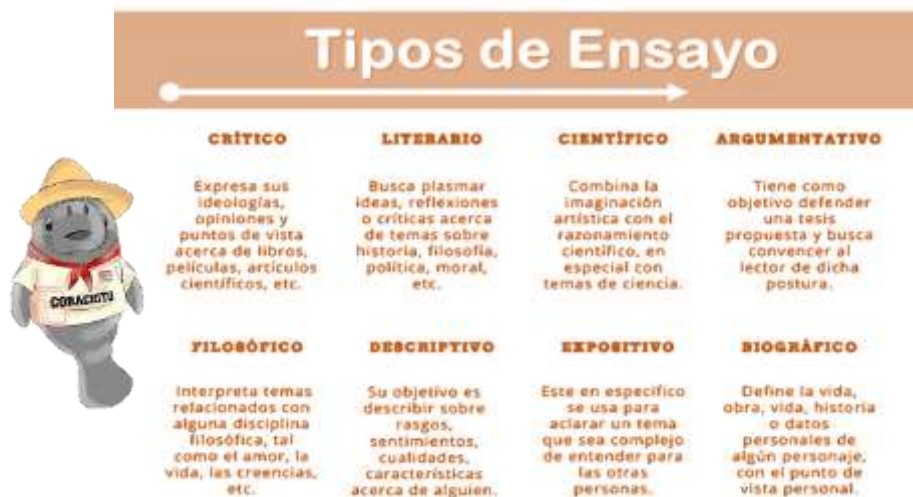 Tipos de Ensayo
CRÍTICO
Expresa sus
ideologías,
opiniones y
puntos de vista
acerca de libros,
películas, artículos
científicos, etc.
LITERARIO
Busca plasmar
ideas, reflexiones
o críticas acerca
de temas sobre
historia, filosofía,
política, moral,
etc.
CIENTÍFICO
Combina la
imaginación
artística con el
razonamiento
científico, en
especial con
temas de ciencia.
ARGUMENTATIVO
Tiene como
objetivo defender
una tesis
propuesta y busca
convencer al
lector de dicha
postura.
FILOSÓFICO
Interpreta temas
relacionados con
alguna disciplina
filosófica, tal
como el amor, la
vida, las creencias,
etc.
DESCRIPTIVO
Su objetivo es
describir sobre
rasgos,
sentimientos,
cualidades,
características
acerca de alguien.
EXPOSITIVO
Este en especifico
se usa para
aclarar un tema
que sea complejo
de entender para
las otras
personas.
BIOGRÁFICO
Define la vida,
obra, vida, historia
o datos
personales de
algún personaje,
con el punto de
vista personal.